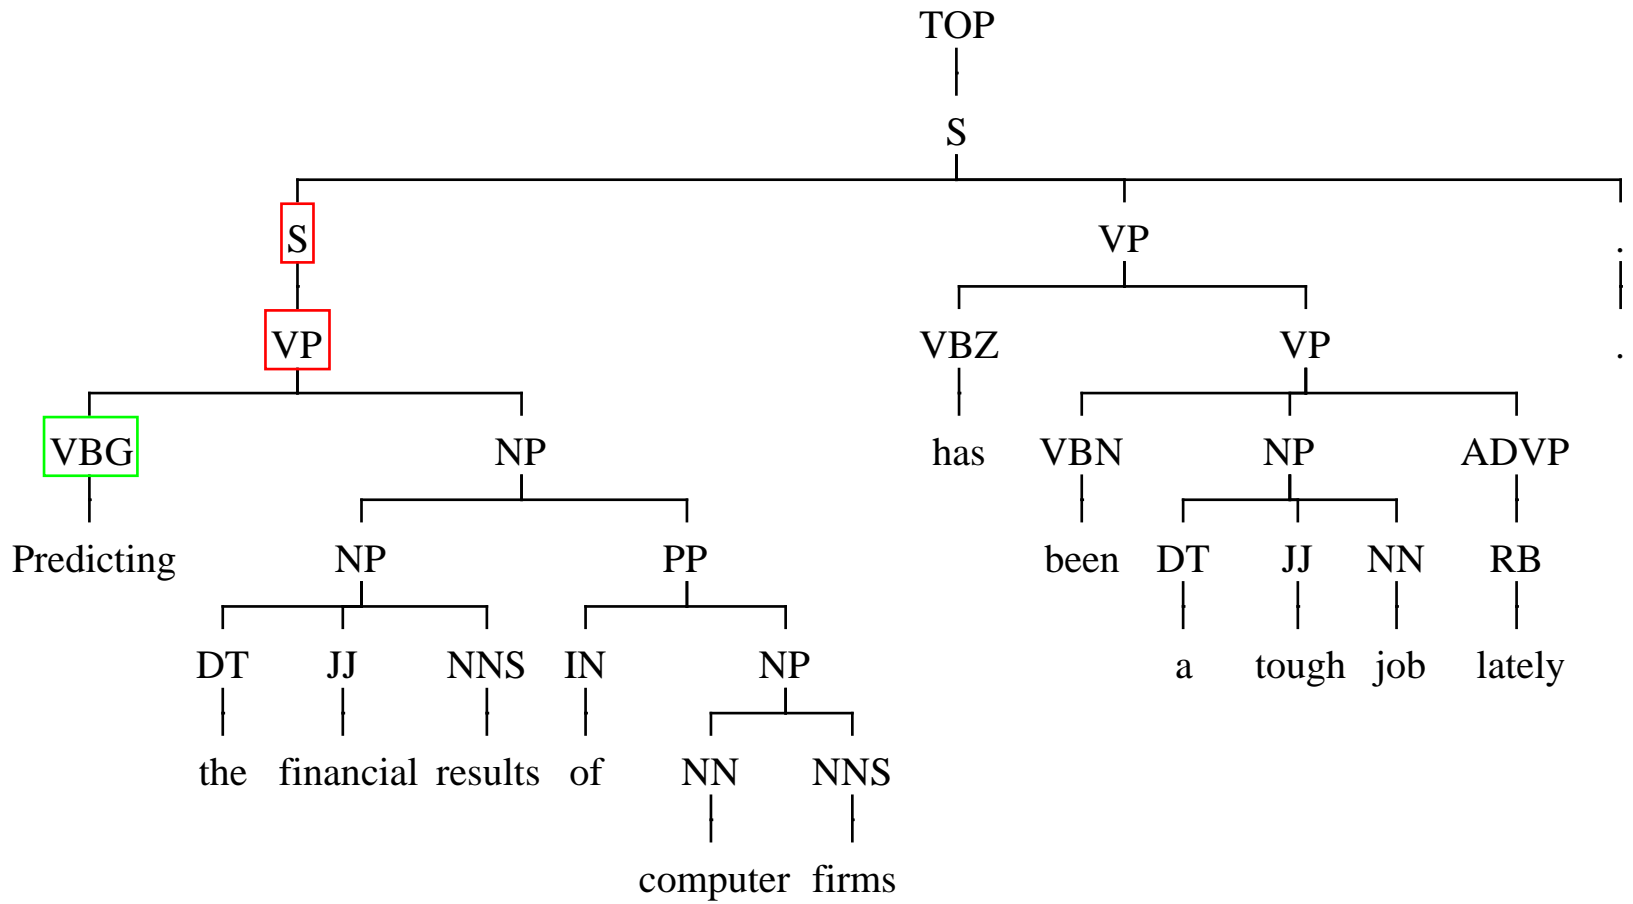 TOP
S
S VP .
VP VBZ VP .
VBG NP has VBN NP ADVP
Predicting NP PP been DT JJ NN RB
DT JJ NNS IN NP a tough job lately
the financial results of NN NNS
computer firms